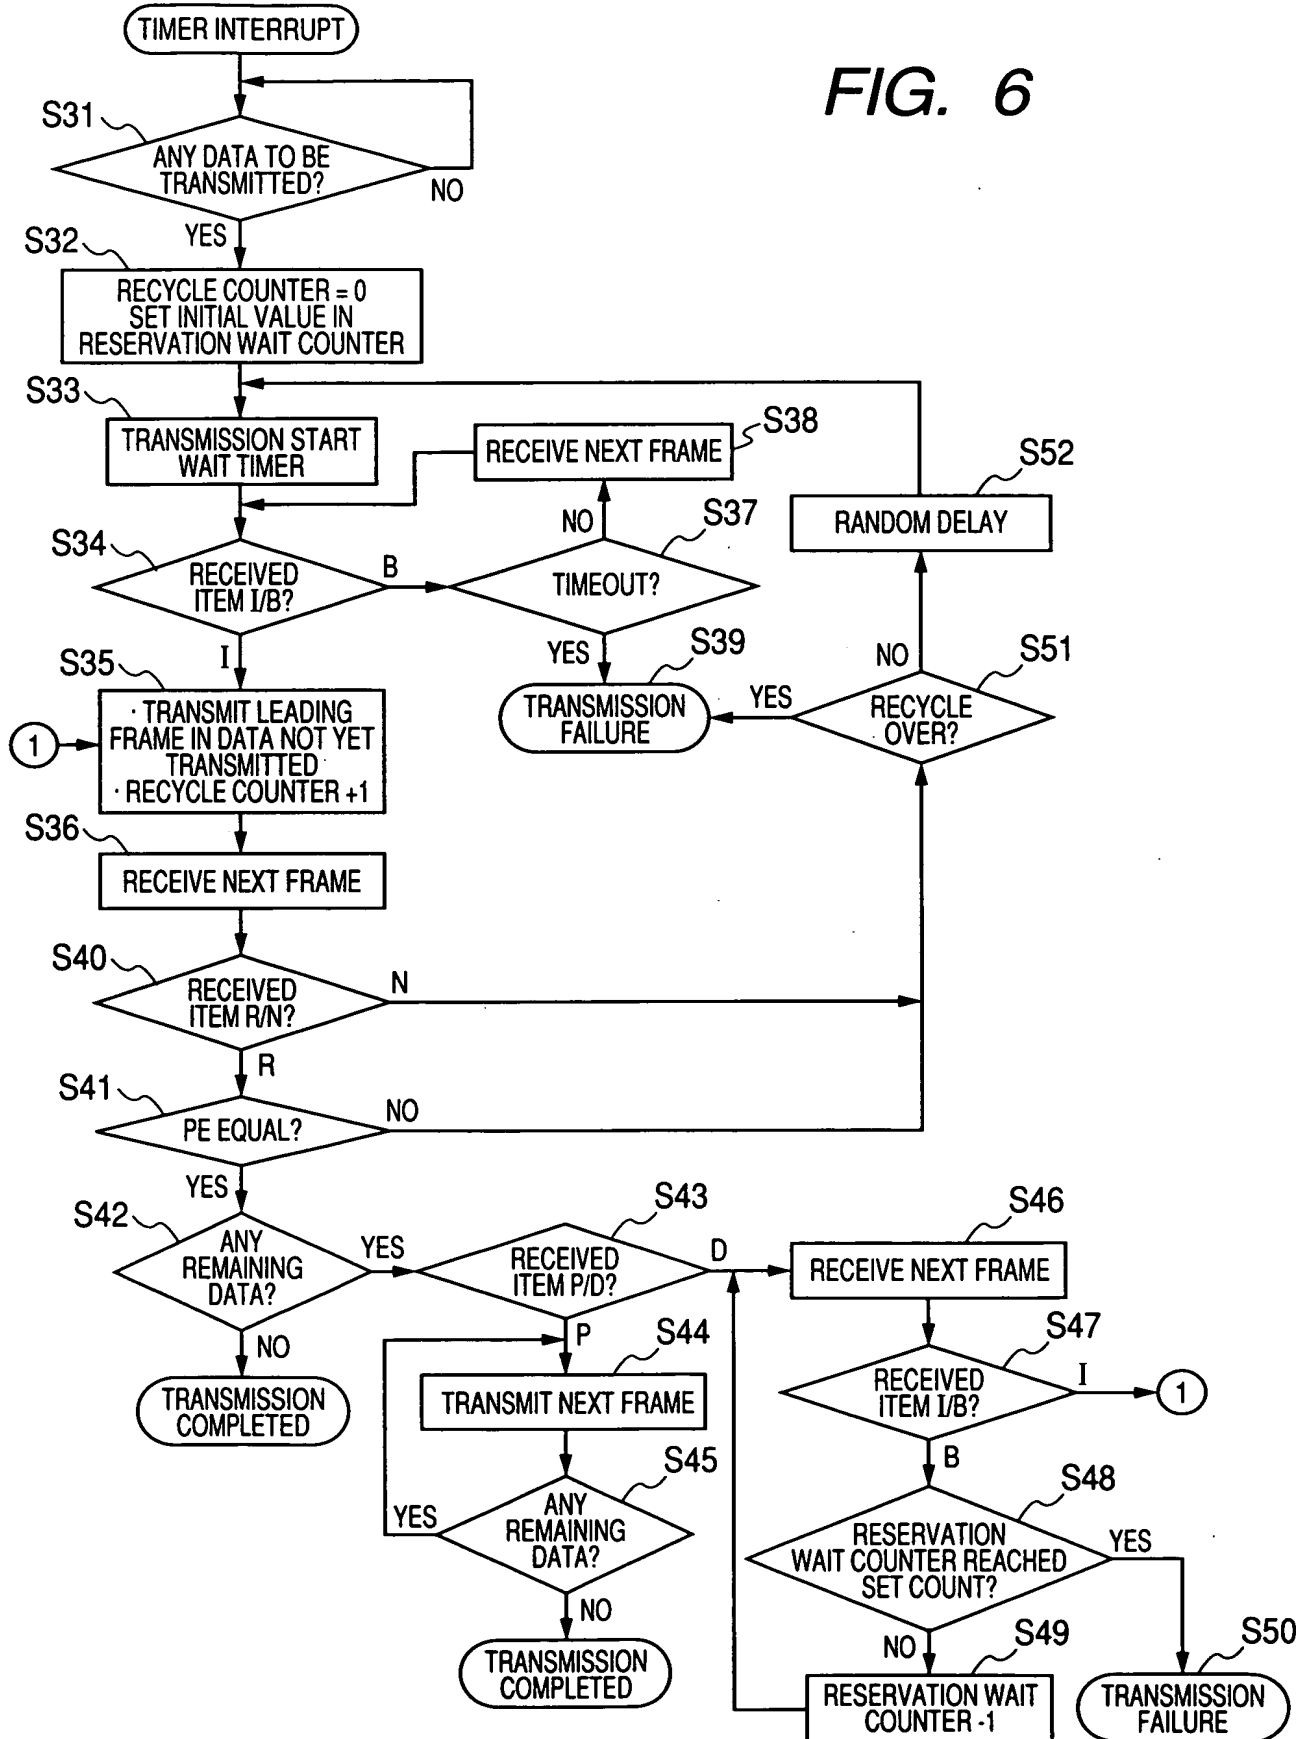 TIMER INTERRUPT
FIG. 6
S31
ANY DATA TO BE
TRANSMITTED?
NO
YES
S32
RECYCLE COUNTER = 0
SET INITIAL VALUE IN
RESERVATION WAIT COUNTER
S33
TRANSMISSION START
WAIT TIMER
S38
RECEIVE NEXT FRAME
S52
RANDOM DELAY
S34
RECEIVED
ITEM I/B?
B
NO
S37
TIMEOUT?
YES
S39
TRANSMISSION
FAILURE
YES
NO
S51
RECYCLE
OVER?
I
S35
· TRANSMIT LEADING
FRAME IN DATA NOT YET
TRANSMITTED
· RECYCLE COUNTER +1
1
S36
RECEIVE NEXT FRAME
S40
RECEIVED
ITEM R/N?
N
R
S41
PE EQUAL?
NO
YES
S42
ANY
REMAINING
DATA?
YES
NO
TRANSMISSION
COMPLETED
S43
RECEIVED
ITEM P/D?
D
P
S44
TRANSMIT NEXT FRAME
S45
ANY
REMAINING
DATA?
YES
NO
TRANSMISSION
COMPLETED
S46
RECEIVE NEXT FRAME
S47
RECEIVED
ITEM I/B?
I
1
B
S48
RESERVATION
WAIT COUNTER REACHED
SET COUNT?
YES
NO
S49
RESERVATION WAIT
COUNTER -1
S50
TRANSMISSION
FAILURE